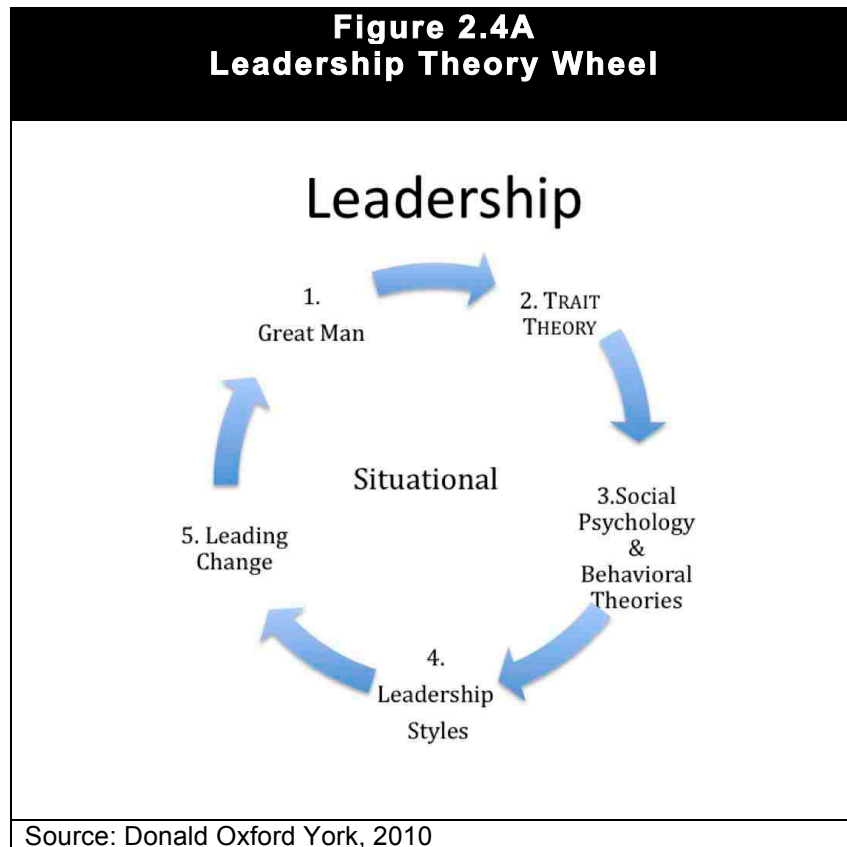 Figure 2.4A
Leadership Theory Wheel
Leadership
1.
Great Man
2. TRAIT
THEORY
Situational
3.Social
Psychology
&
Behavioral
Theories
4.
Leadership
Styles
5. Leading
Change
Source: Donald Oxford York, 2010